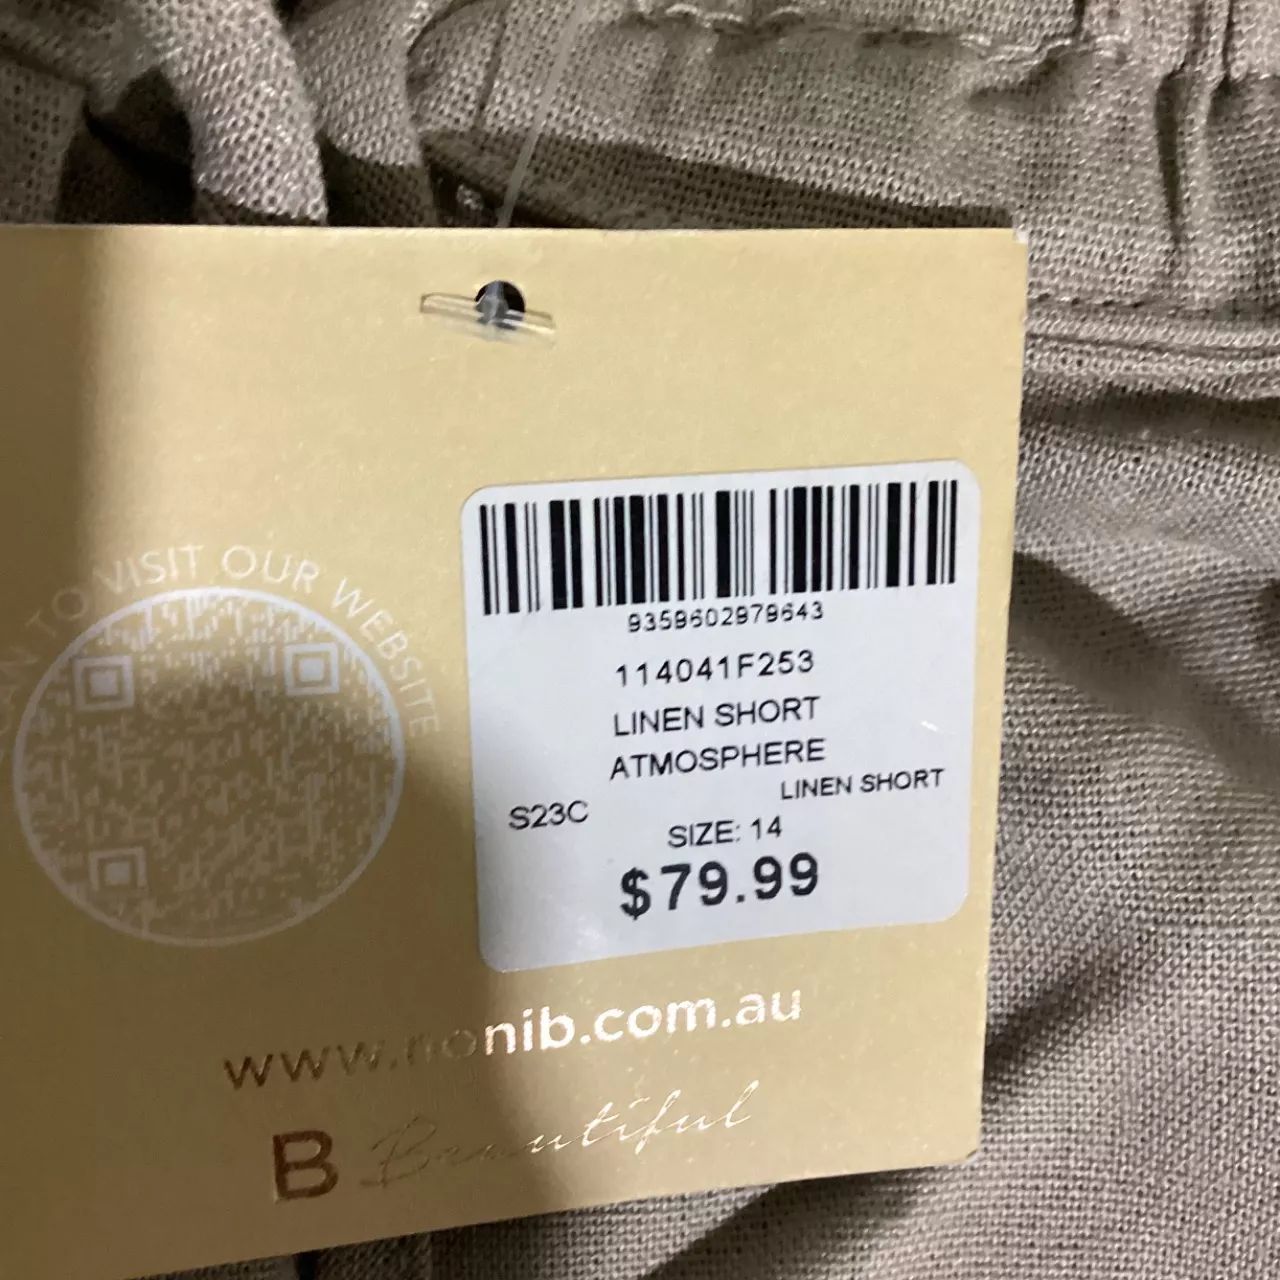 TO VISIT OUR WEBSITE
9359602979643
114041F253
LINEN SHORT
ATMOSPHERE
LINEN SHORT
S23C
SIZE: 14
$79.99
www.nonib.com.au
B Beautiful